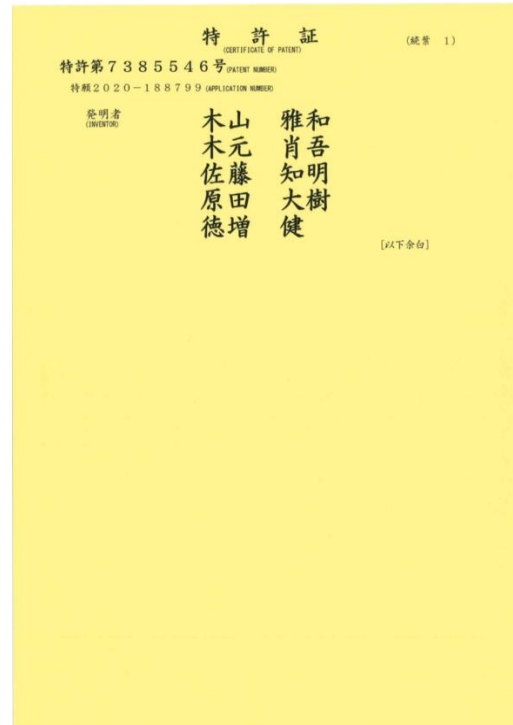 特許証
(CERTIFICATE OF PATENT)
(続葉 1)
特許第7385546号(PATENT NUMBER)
特願2020-188799(APPLICATION NUMBER)
発明者
(INVENTOR)
木山 雅和
木元 肖吾
佐藤 知明
原田 大樹
徳増 健
[以下余白]